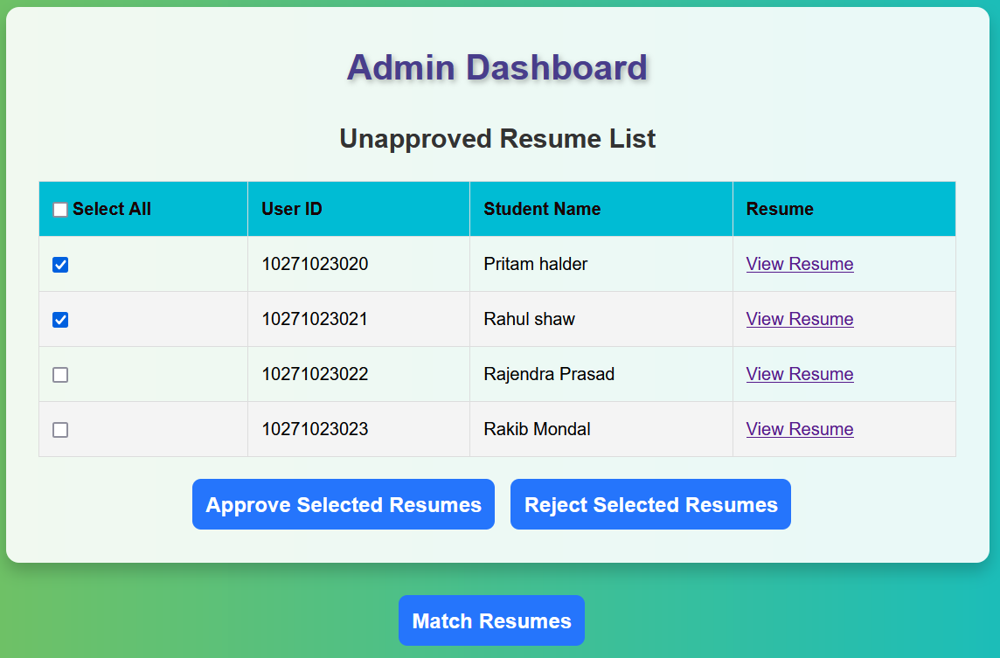 Admin Dashboard
Unapproved Resume List
Select All User ID Student Name Resume
10271023020 Pritam halder View Resume
10271023021 Rahul shaw View Resume
10271023022 Rajendra Prasad View Resume
10271023023 Rakib Mondal View Resume
Approve Selected Resumes Reject Selected Resumes
Match Resumes